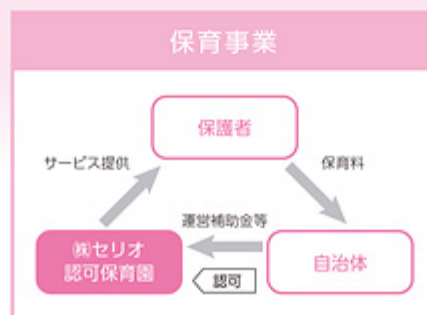 保育事業
保護者
サービス提供
保育料
運営補助金等
㈱セリオ
認可保育園
自治体
認可